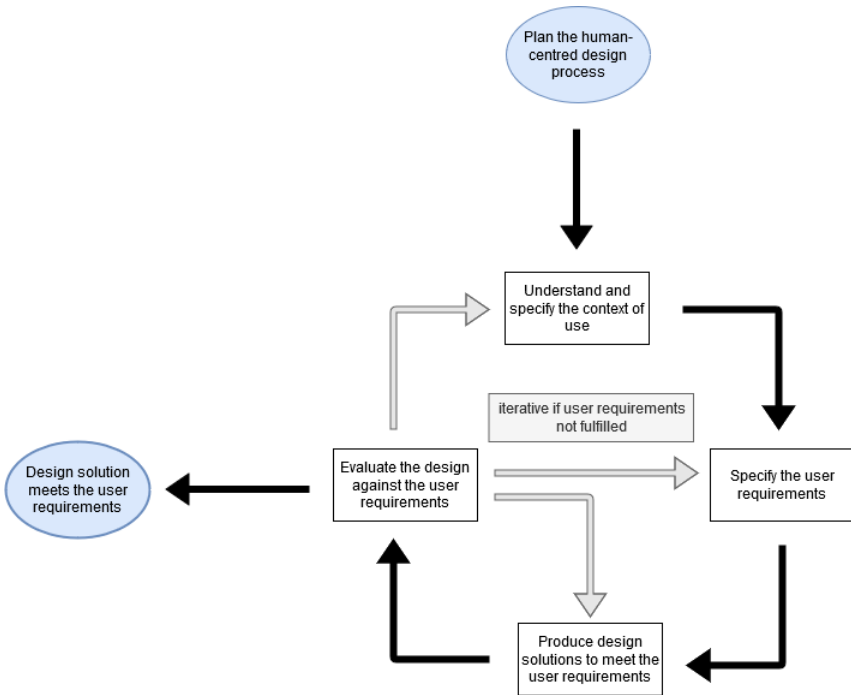 Plan the human-
centred design
process
Understand and
specify the context of
use
iterative if user requirements
not fulfilled
Design solution
meets the user
requirements
Evaluate the design
against the user
requirements
Specify the user
requirements
Produce design
solutions to meet the
user requirements